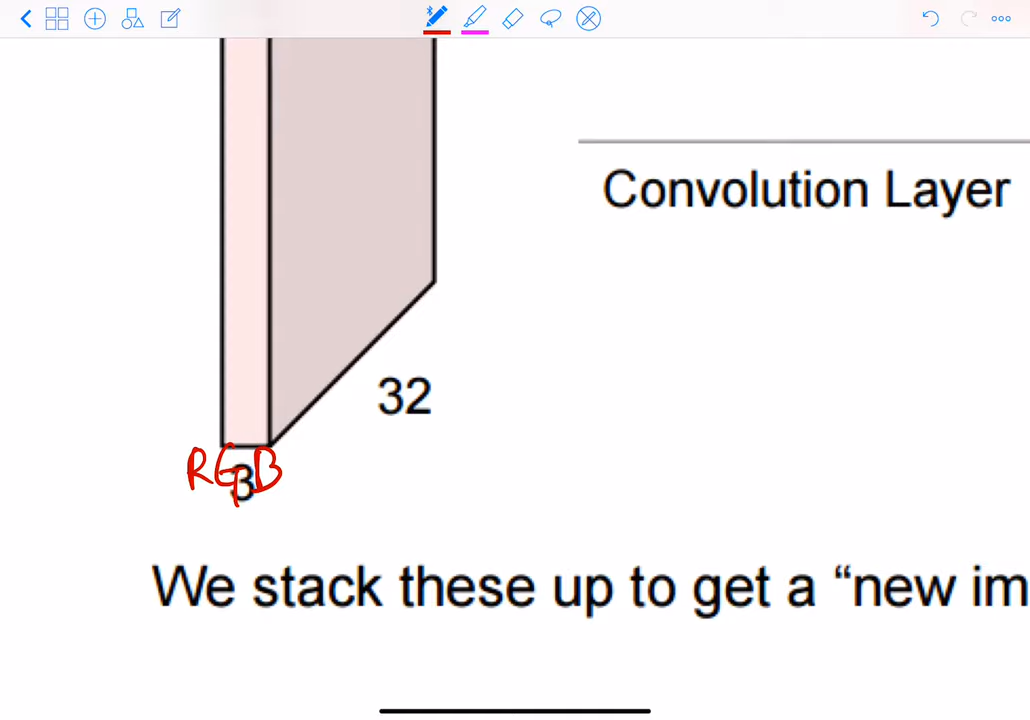 Convolution Layer
32
RGB
3
We stack these up to get a “new im